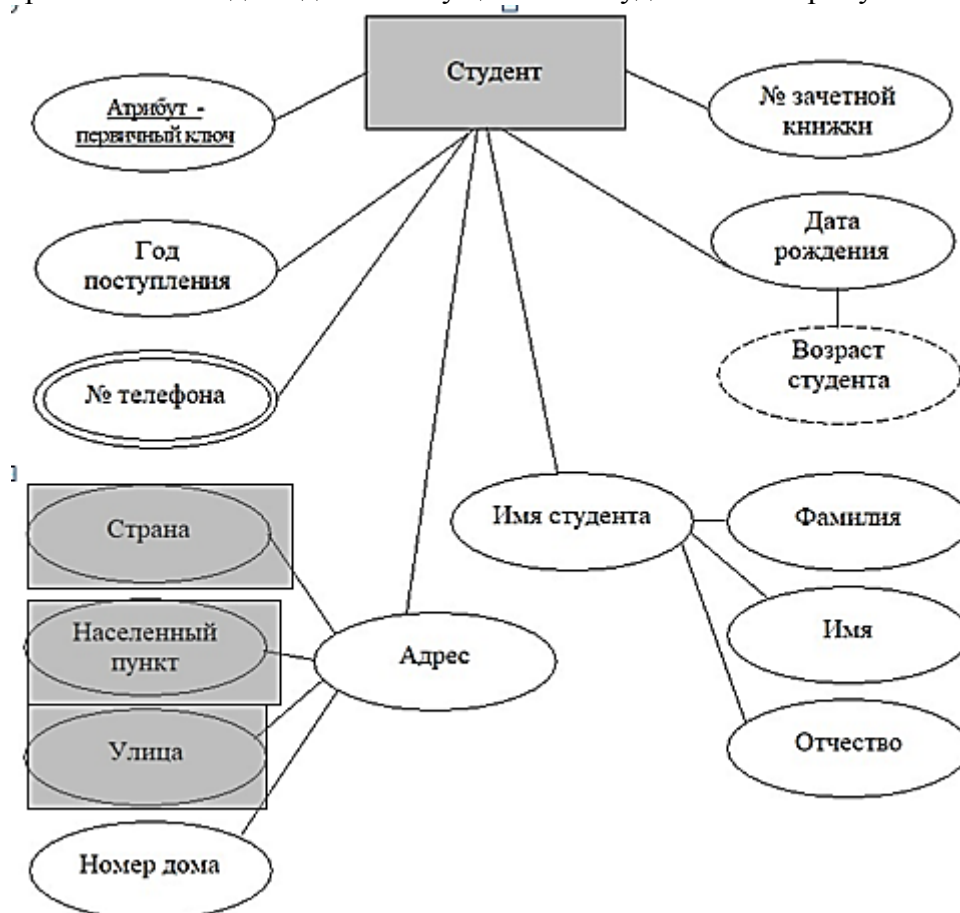 Студент
Атрибут -
первичный ключ
№ зачетной
книжки
Год
поступления
Дата
рождения
№ телефона
Возраст
студента
Страна
Имя студента
Фамилия
Населенный
пункт
Адрес
Имя
Улица
Отчество
Номер дома